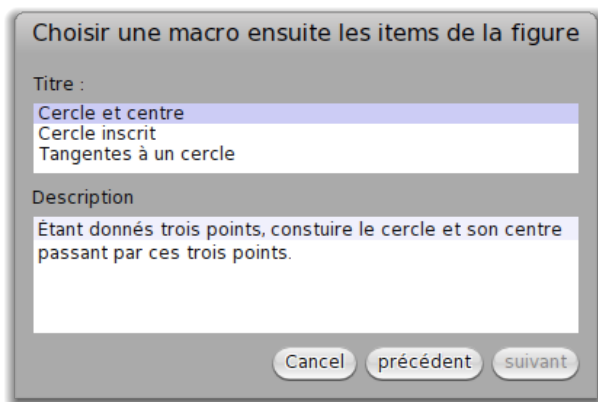 Choisir une macro ensuite les items de la figure
Titre :
Cercle et centre
Cercle inscrit
Tangentes à un cercle
Description
Étant donnés trois points, constuire le cercle et son centre
passant par ces trois points.
Cancel précédent suivant